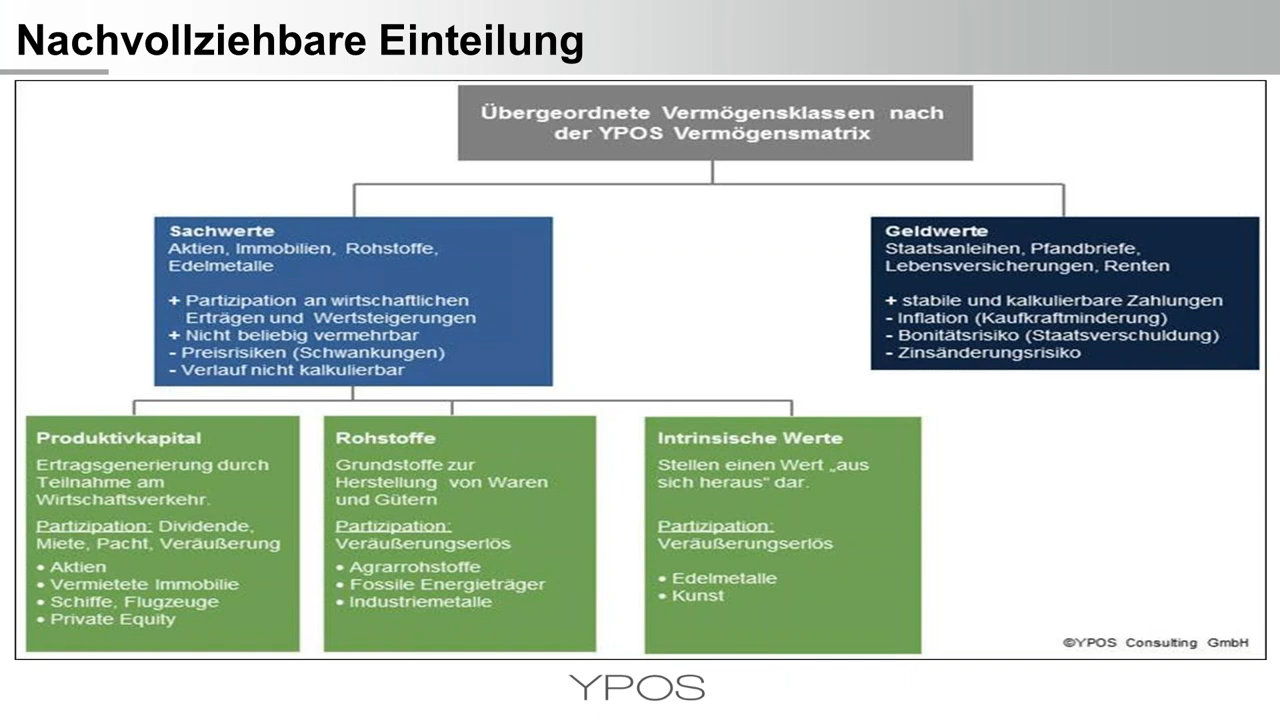 Nachvollziehbare Einteilung
Übergeordnete Vermögensklassen nach
der YPOS Vermögensmatrix
Sachwerte
Aktien, Immobilien, Rohstoffe,
Edelmetalle
+ Partizipation an wirtschaftlichen
Erträgen und Wertsteigerungen
+ Nicht beliebig vermehrbar
- Preisrisiken (Schwankungen)
- Verlauf nicht kalkulierbar
Geldwerte
Staatsanleihen, Pfandbriefe,
Lebensversicherungen, Renten
+ stabile und kalkulierbare Zahlungen
- Inflation (Kaufkraftminderung)
- Bonitätsrisiko (Staatsverschuldung)
- Zinsänderungsrisiko
Produktivkapital
Ertragsgenerierung durch
Teilnahme am
Wirtschaftsverkehr.
Partizipation: Dividende,
Miete, Pacht, Veräußerung
• Aktien
• Vermietete Immobilie
• Schiffe, Flugzeuge
• Private Equity
Rohstoffe
Grundstoffe zur
Herstellung von Waren
und Gütern
Partizipation:
Veräußerungserlös
• Agrarrohstoffe
• Fossile Energieträger
• Industriemetalle
Intrinsische Werte
Stellen einen Wert „aus
sich heraus“ dar.
Partizipation:
Veräußerungserlös
• Edelmetalle
• Kunst
©YPOS Consulting GmbH
YPOS